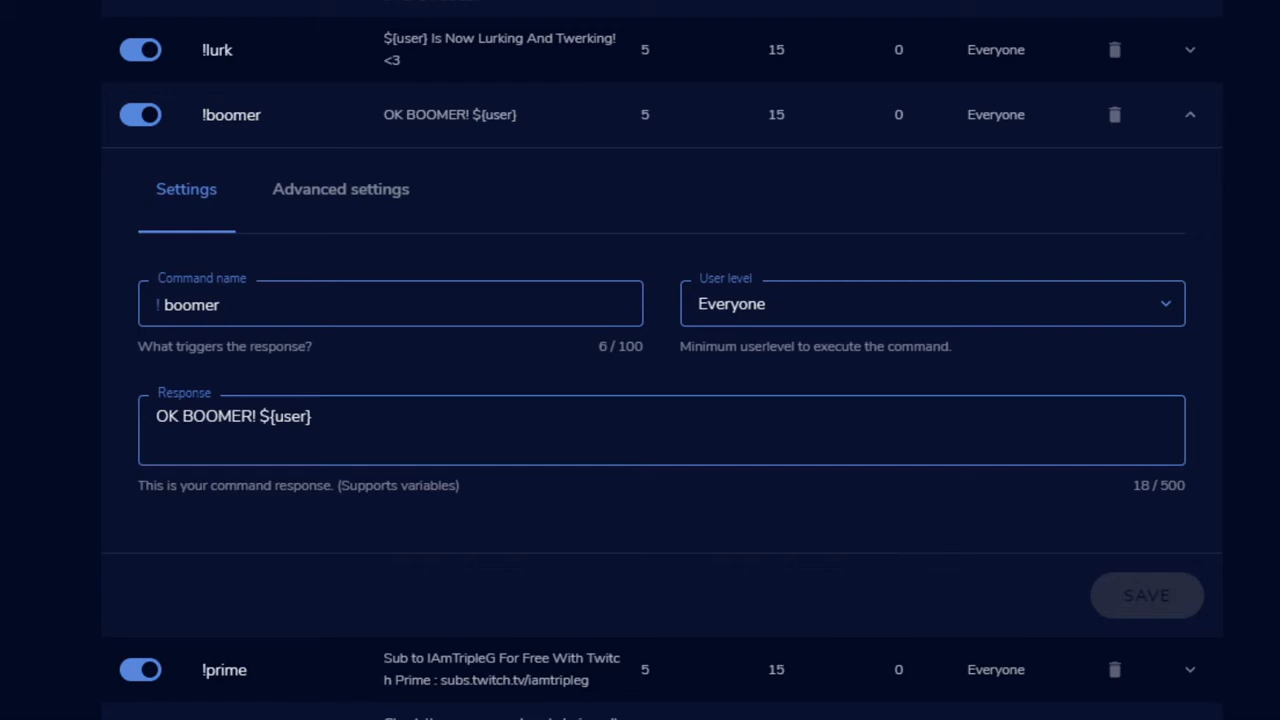 !lurk
${user} Is Now Lurking And Twerking!
<3
5
15
0
Everyone
!boomer
OK BOOMER! ${user}
5
15
0
Everyone
Settings
Advanced settings
Command name
! boomer
What triggers the response?
6 / 100
User level
Everyone
Minimum userlevel to execute the command.
Response
OK BOOMER! ${user}
This is your command response. (Supports variables)
18 / 500
SAVE
!prime
Sub to IAmTripleG For Free With Twitc
h Prime : subs.twitch.tv/iamtripleg
5
15
0
Everyone